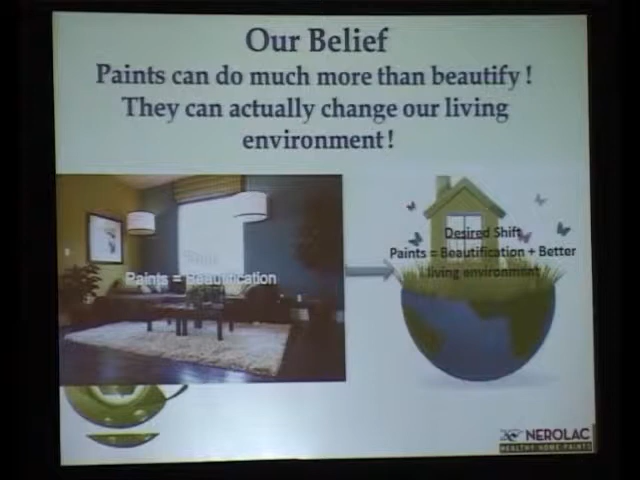 Our Belief
Paints can do much more than beautify !
They can actually change our living
environment !
Paints = Beautification
Desired Shift
Paints = Beautification + Better
living environment
NEROLAC
HEALTHY HOME PAINTS